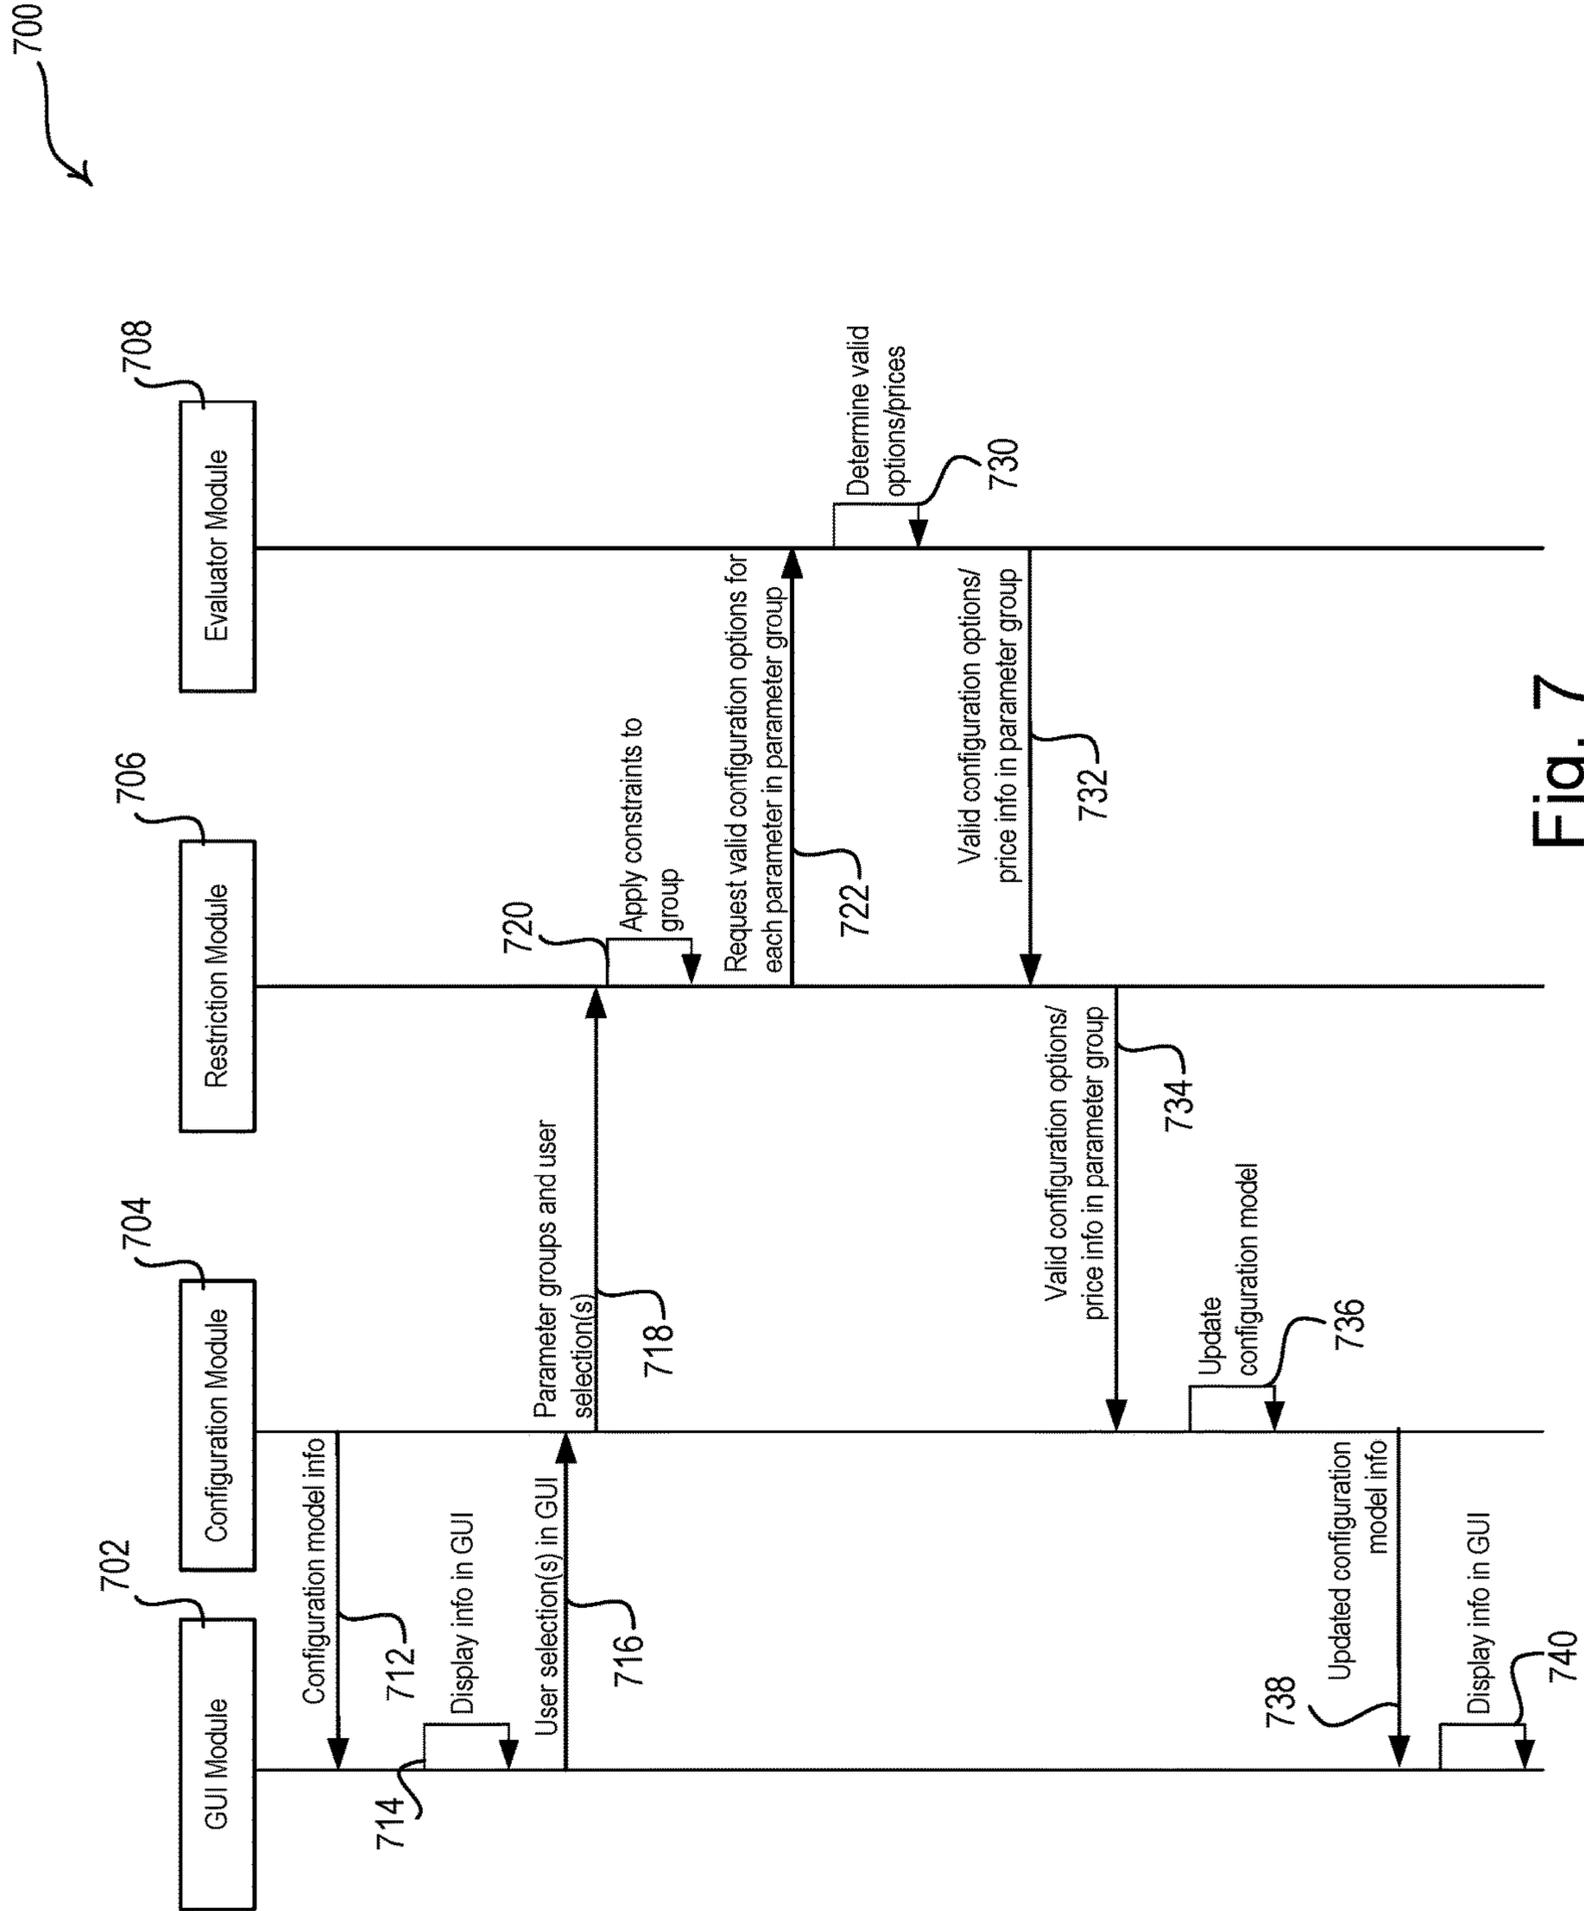 700
702
GUI Module
704
Configuration Module
706
Restriction Module
708
Evaluator Module
Configuration model info
712
714
Display info in GUI
User selection(s) in GUI
716
Parameter groups and user
selection(s)
718
720
Apply constraints to
group
Request valid configuration options for
each parameter in parameter group
722
Determine valid
options/prices
730
Valid configuration options/
price info in parameter group
732
Valid configuration options/
price info in parameter group
734
Update
configuration model
736
Updated configuration
model info
738
Display info in GUI
740
Fig. 7